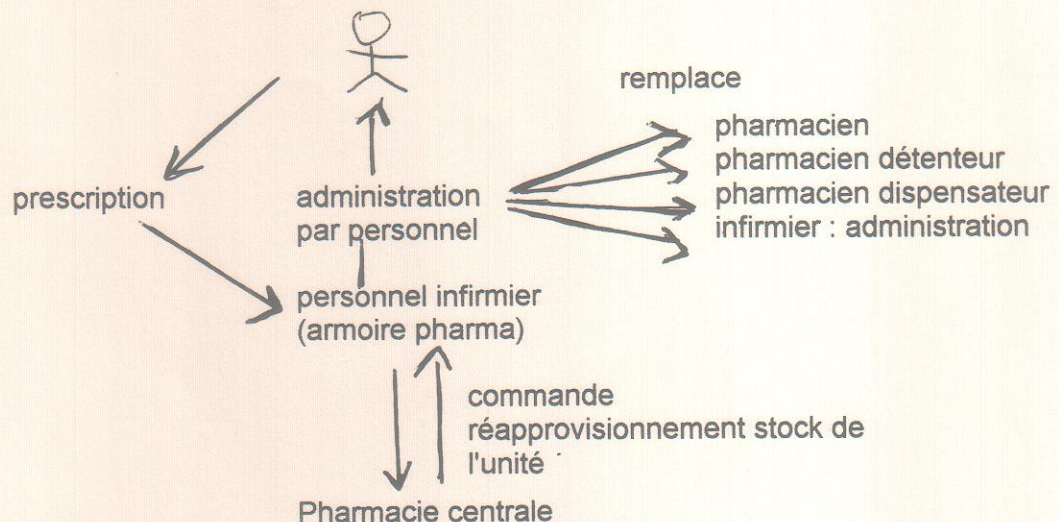 remplace
pharmacien
pharmacien détenteur
pharmacien dispensateur
infirmier : administration
prescription
administration
par personnel
personnel infirmier
(armoire pharma)
commande
réapprovisionnement stock de
l'unité
Pharmacie centrale